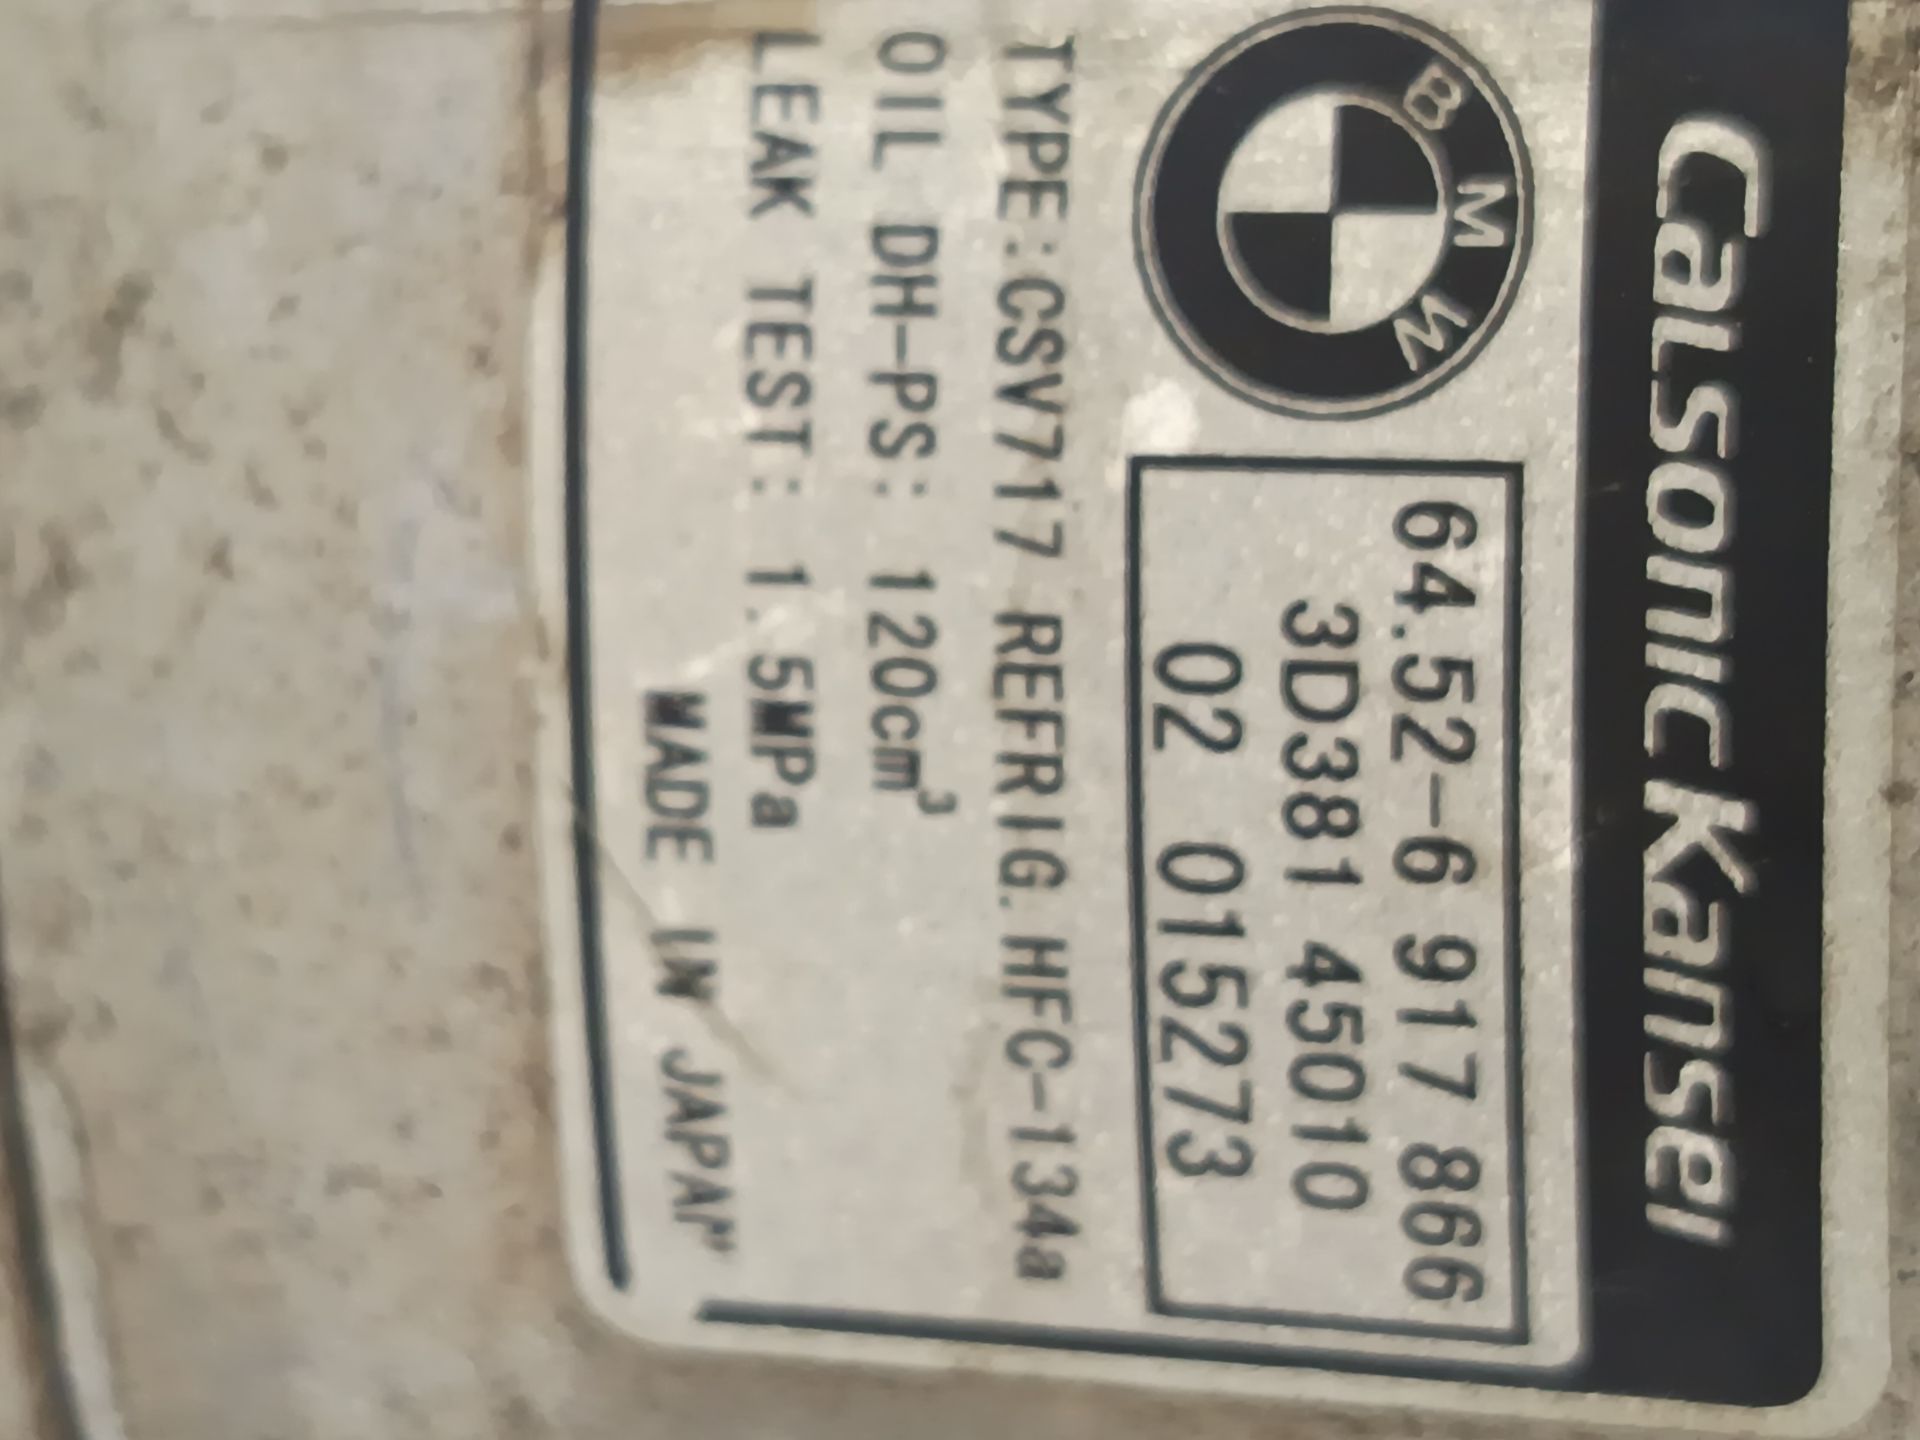 Calsonic Kansei
BMW
64.52-6 917 866
3D381 45010
02 015273
TYPE:CSV717 REFRIG.HFC-134a
OIL DH-PS: 120cm³
LEAK TEST: 1.5MPa
MADE IN JAPAN